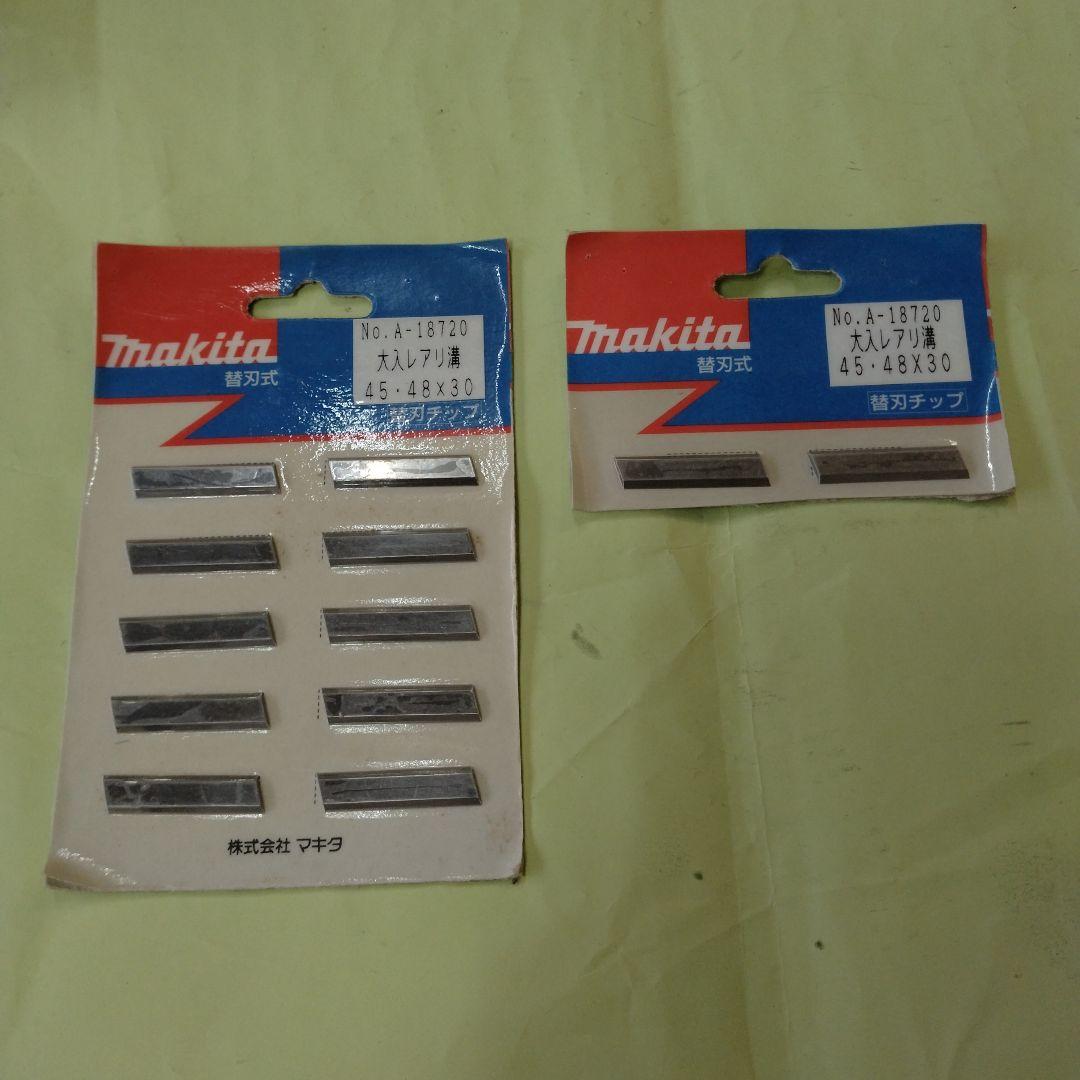 makita
替刃式
No.A-18720
大入レアリ溝
45・48×30
替刃チップ
株式会社 マキタ
makita
替刃式
No.A-18720
大入レアリ溝
45・48X30
替刃チップ